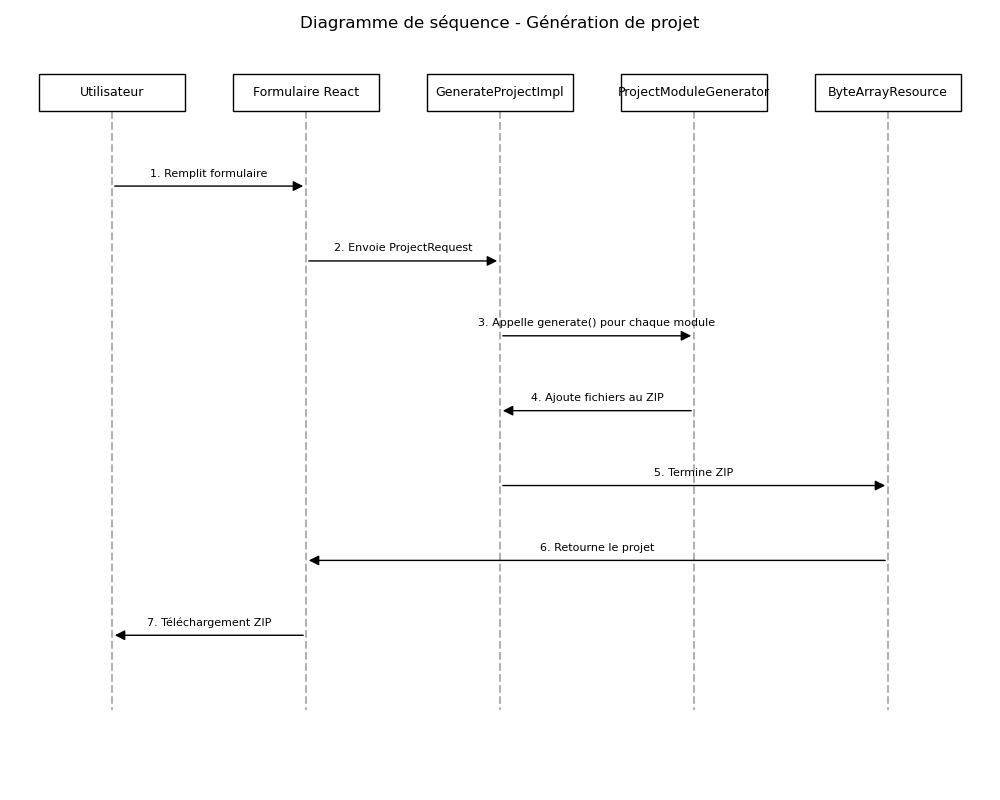 Diagramme de séquence - Génération de projet
Utilisateur
Formulaire React
GenerateProjectImpl
ProjectModuleGenerator
ByteArrayResource
1. Remplit formulaire
2. Envoie ProjectRequest
3. Appelle generate() pour chaque module
4. Ajoute fichiers au ZIP
5. Termine ZIP
6. Retourne le projet
7. Téléchargement ZIP